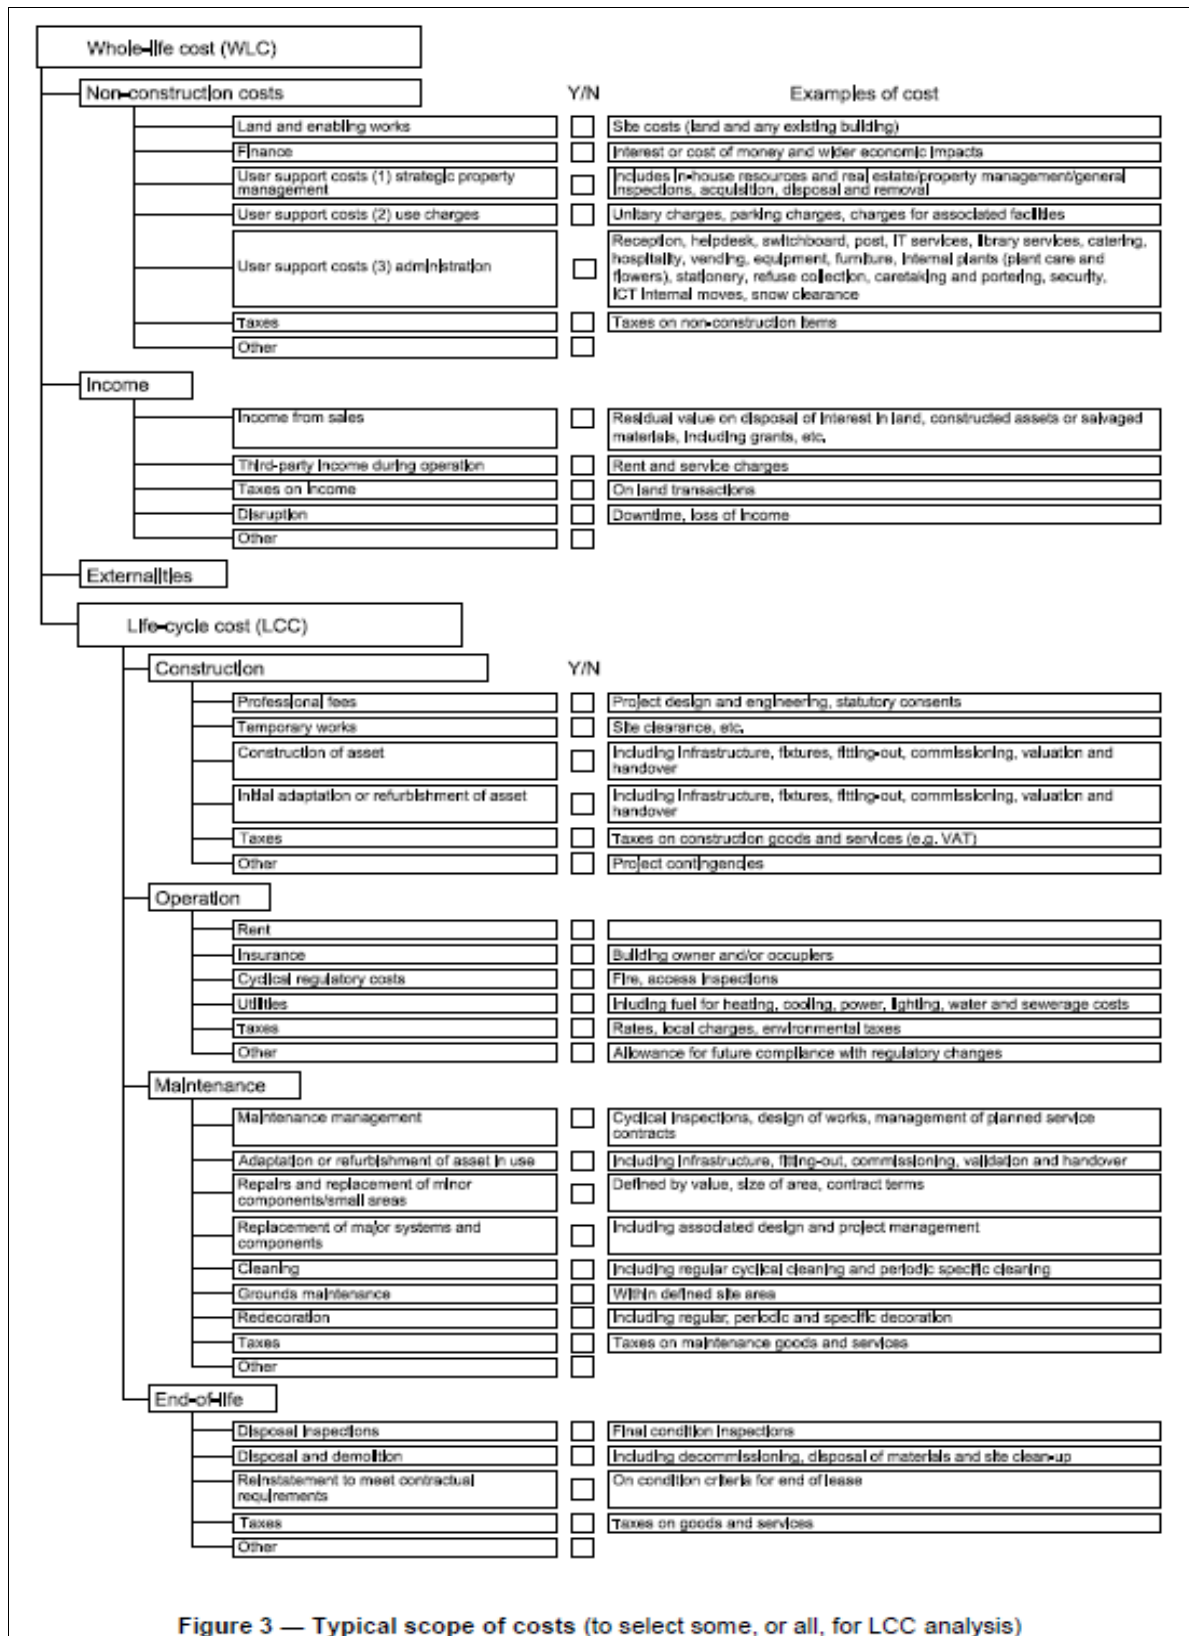 Whole-life cost (WLC)
Non-construction costs
Y/N
Examples of cost
Land and enabling works
Site costs (land and any existing building)
Finance
Interest or cost of money and wider economic impacts
User support costs (1) strategic property
management
Includes in-house resources and real estate/property management/general
inspections, acquisition, disposal and removal
User support costs (2) use charges
Unitary charges, parking charges, charges for associated facilities
User support costs (3) administration
Reception, helpdesk, switchboard, post, IT services, library services, catering,
hospitality, vending, equipment, furniture, internal plants (plant care and
flowers), stationery, refuse collection, caretaking and portering, security,
ICT internal moves, snow clearance
Taxes
Taxes on non-construction items
Other
Income
Income from sales
Residual value on disposal of interest in land, constructed assets or salvaged
materials, including grants, etc.
Third-party income during operation
Rent and service charges
Taxes on income
On land transactions
Disruption
Downtime, loss of income
Other
Externalities
Life-cycle cost (LCC)
Construction
Y/N
Professional fees
Project design and engineering, statutory consents
Temporary works
Site clearance, etc.
Construction of asset
Including infrastructure, fixtures, fitting-out, commissioning, valuation and
handover
Initial adaptation or refurbishment of asset
Including infrastructure, fixtures, fitting-out, commissioning, valuation and
handover
Taxes
Taxes on construction goods and services (e.g. VAT)
Other
Project contingencies
Operation
Rent
Insurance
Building owner and/or occupiers
Cyclical regulatory costs
Fire, access inspections
Utilities
Inluding fuel for heating, cooling, power, lighting, water and sewerage costs
Taxes
Rates, local charges, environmental taxes
Other
Allowance for future compliance with regulatory changes
Maintenance
Maintenance management
Cyclical inspections, design of works, management of planned service
contracts
Adaptation or refurbishment of asset in use
Including infrastructure, fitting-out, commissioning, validation and handover
Repairs and replacement of minor
components/small areas
Defined by value, size of area, contract terms
Replacement of major systems and
components
Including associated design and project management
Cleaning
Including regular cyclical cleaning and periodic specific cleaning
Grounds maintenance
Within defined site area
Redecoration
Including regular, periodic and specific decoration
Taxes
Taxes on maintenance goods and services
Other
End-of-life
Disposal inspections
Final condition inspections
Disposal and demolition
Including decommissioning, disposal of materials and site clean-up
Reinstatement to meet contractual
requirements
On condition criteria for end of lease
Taxes
Taxes on goods and services
Other
Figure 3 — Typical scope of costs (to select some, or all, for LCC analysis)